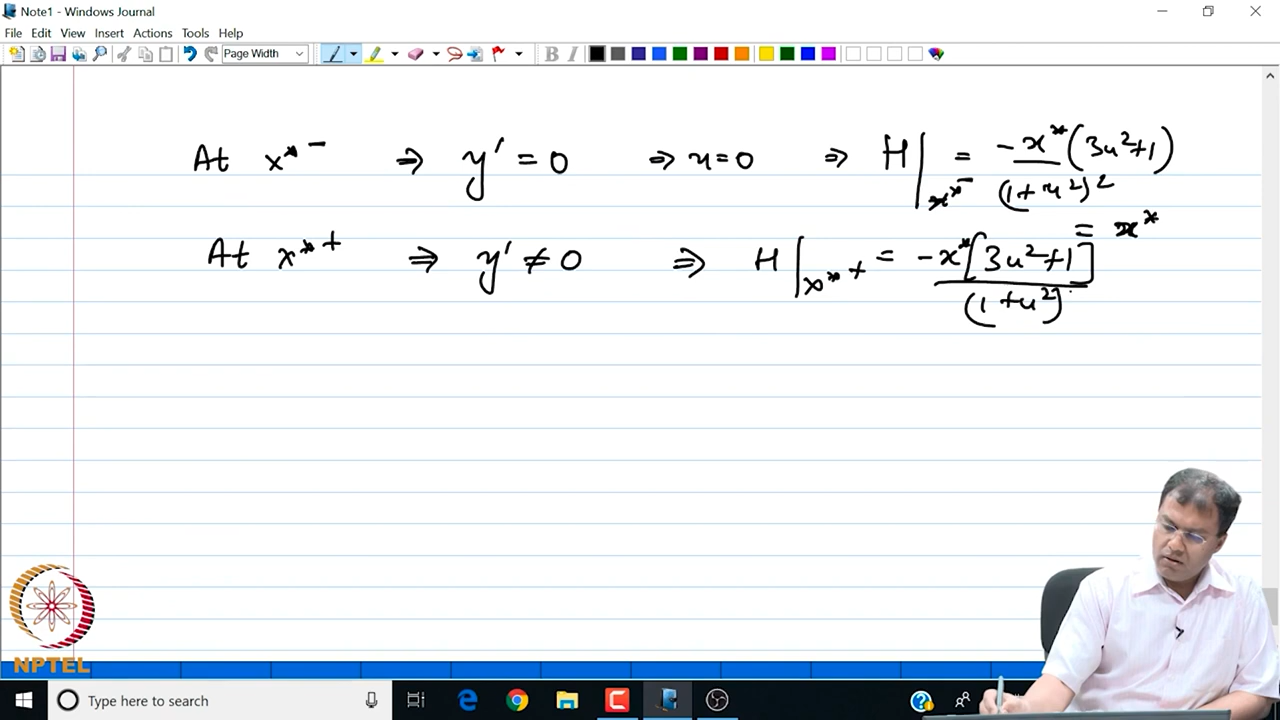 Note1 - Windows Journal
File Edit View Insert Actions Tools Help
Page Width
B I
At x*⁻ ⇒ y' = 0 ⇒ u=0 ⇒ H|x*⁻ = -x*(3u²+1) / (1+u²)²
= x*
At x*⁺ ⇒ y' ≠ 0 ⇒ H|x*⁺ = -x*[3u²+1] / (1+u²)
NPTEL
Type here to search